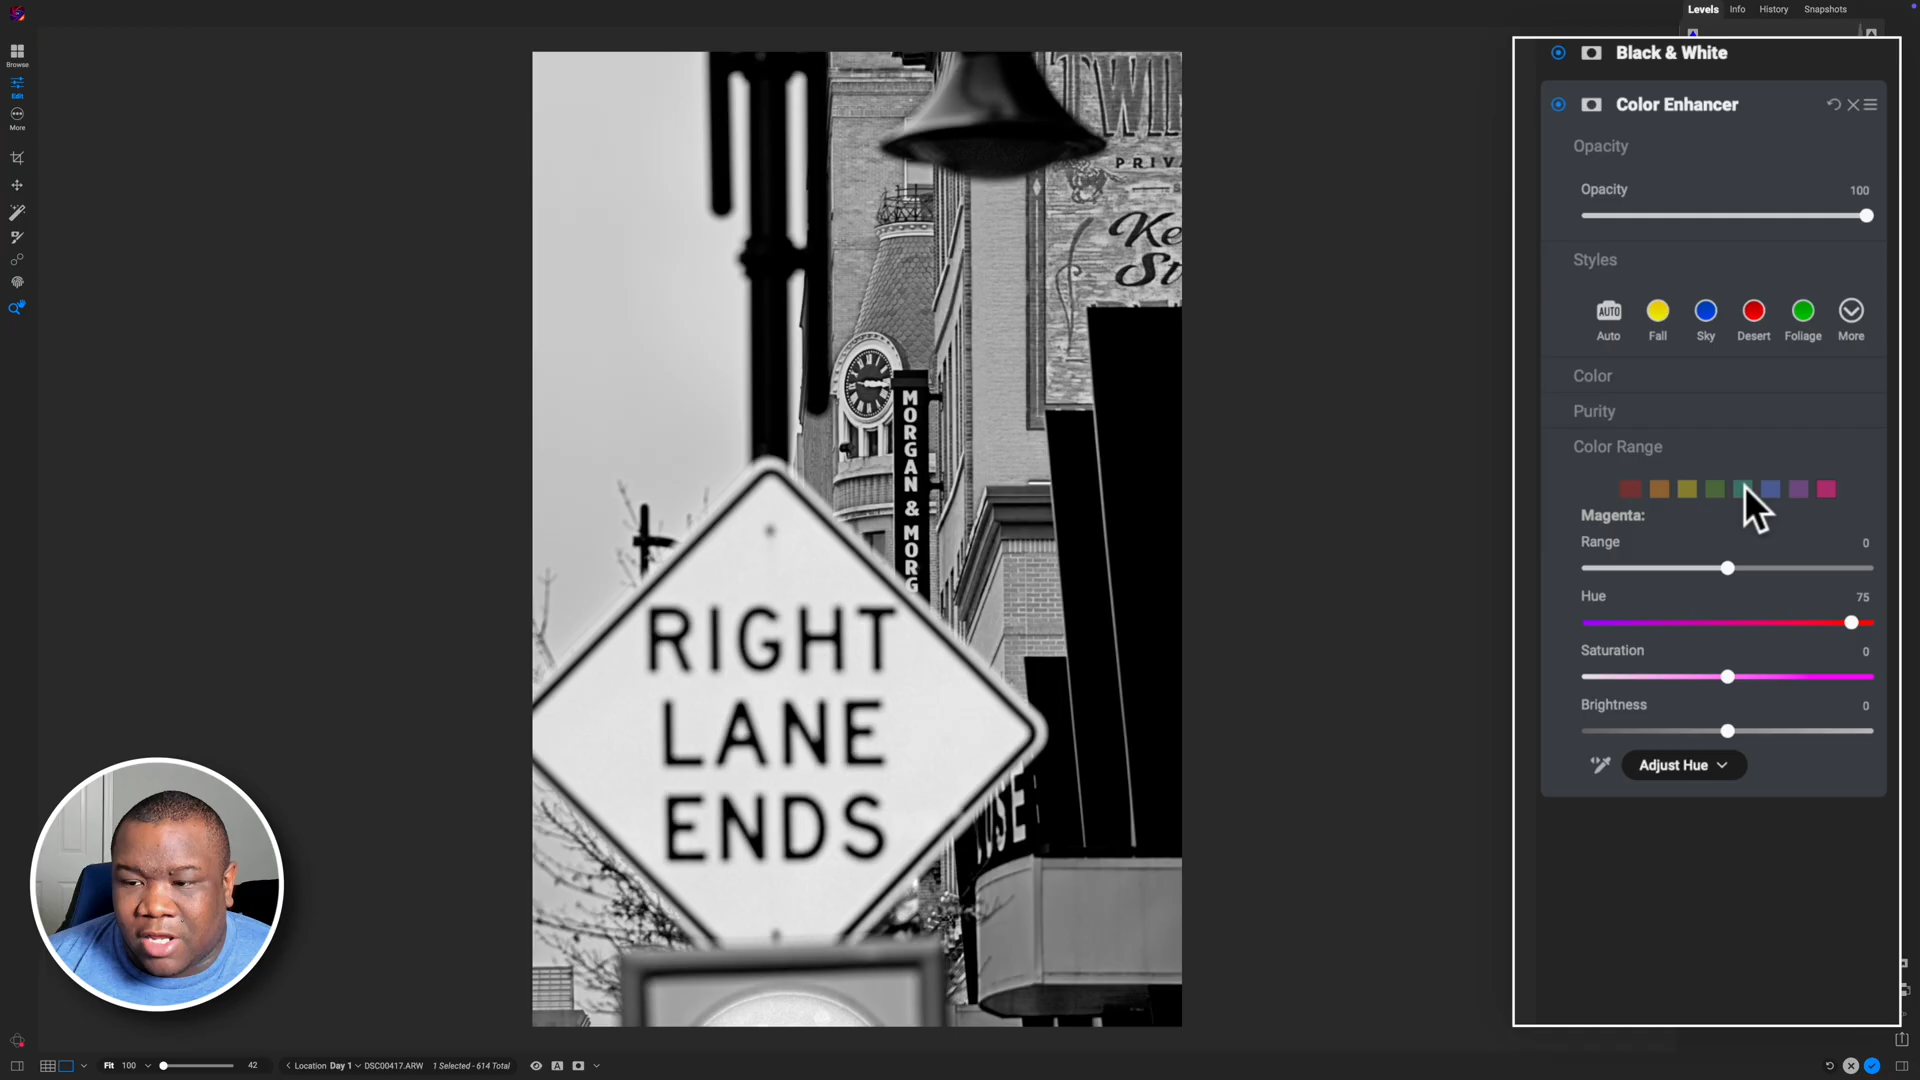 Levels Info History Snapshots
Browse
Edit
More
Black & White
Color Enhancer
Opacity
Opacity 100
Styles
AUTO
Auto Fall Sky Desert Foliage More
Color
Purity
Color Range
Magenta:
Range 0
Hue 75
Saturation 0
Brightness 0
Adjust Hue
PRIV
Ke
St
MORGAN & MORG
RIGHT
LANE
ENDS
USE
Fit 100 42 Location Day 1 DSC00417.ARW 1 Selected - 614 Total
A